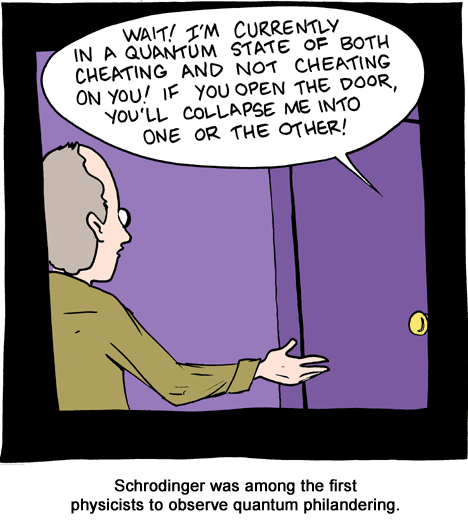 WAIT! I'M CURRENTLY
IN A QUANTUM STATE OF BOTH
CHEATING AND NOT CHEATING
ON YOU! IF YOU OPEN THE DOOR,
YOU'LL COLLAPSE ME INTO
ONE OR THE OTHER!
Schrodinger was among the first
physicists to observe quantum philandering.